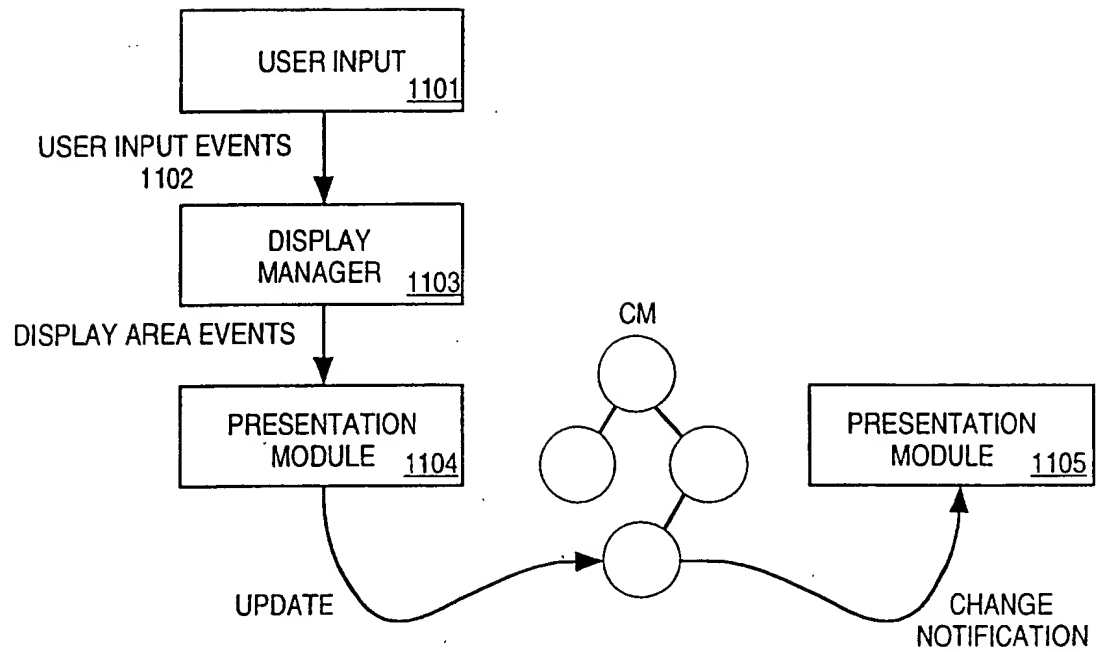 USER INPUT
1101
USER INPUT EVENTS
1102
DISPLAY
MANAGER
1103
DISPLAY AREA EVENTS
CM
PRESENTATION
MODULE
1104
PRESENTATION
MODULE
1105
UPDATE
CHANGE
NOTIFICATION